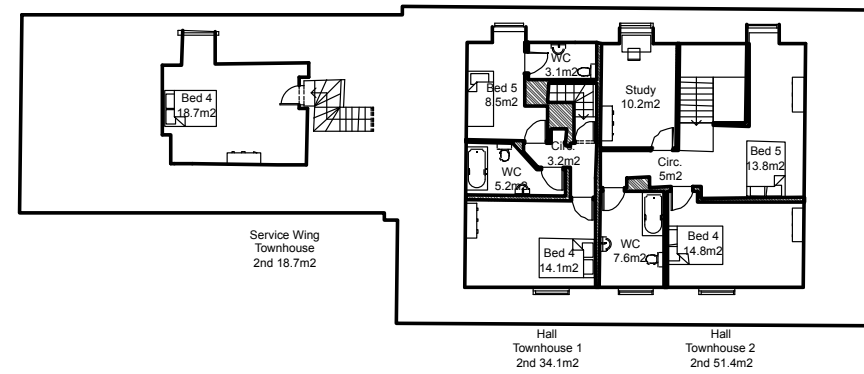 Bed 4
18.7m2
Service Wing
Townhouse
2nd 18.7m2
WC
3.1m2
Bed 5
8.5m2
Circ.
3.2m2
WC
5.2m2
Bed 4
14.1m2
Hall
Townhouse 1
2nd 34.1m2
Study
10.2m2
Circ.
5m2
Bed 5
13.8m2
WC
7.6m2
Bed 4
14.8m2
Hall
Townhouse 2
2nd 51.4m2